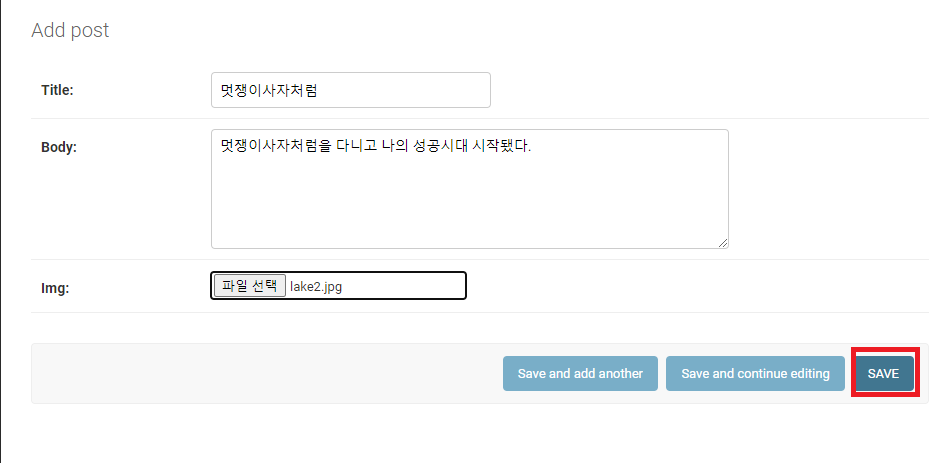 Add post
Title:
멋쟁이사자처럼
Body:
멋쟁이사자처럼을 다니고 나의 성공시대 시작됐다.
Img:
파일 선택 lake2.jpg
Save and add another
Save and continue editing
SAVE